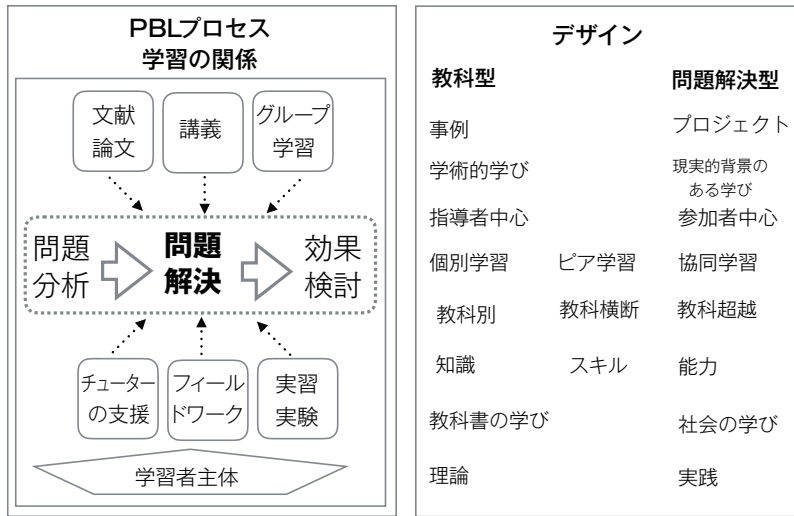 PBLプロセス
学習の関係
文献
論文
講義
グループ
学習
問題
分析
問題
解決
効果
検討
チューター
の支援
フィール
ドワーク
実習
実験
学習者主体
デザイン
教科型 問題解決型
事例 プロジェクト
学術的学び 現実的背景の
ある学び
指導者中心 参加者中心
個別学習 ピア学習 協同学習
教科別 教科横断 教科超越
知識 スキル 能力
教科書の学び 社会の学び
理論 実践